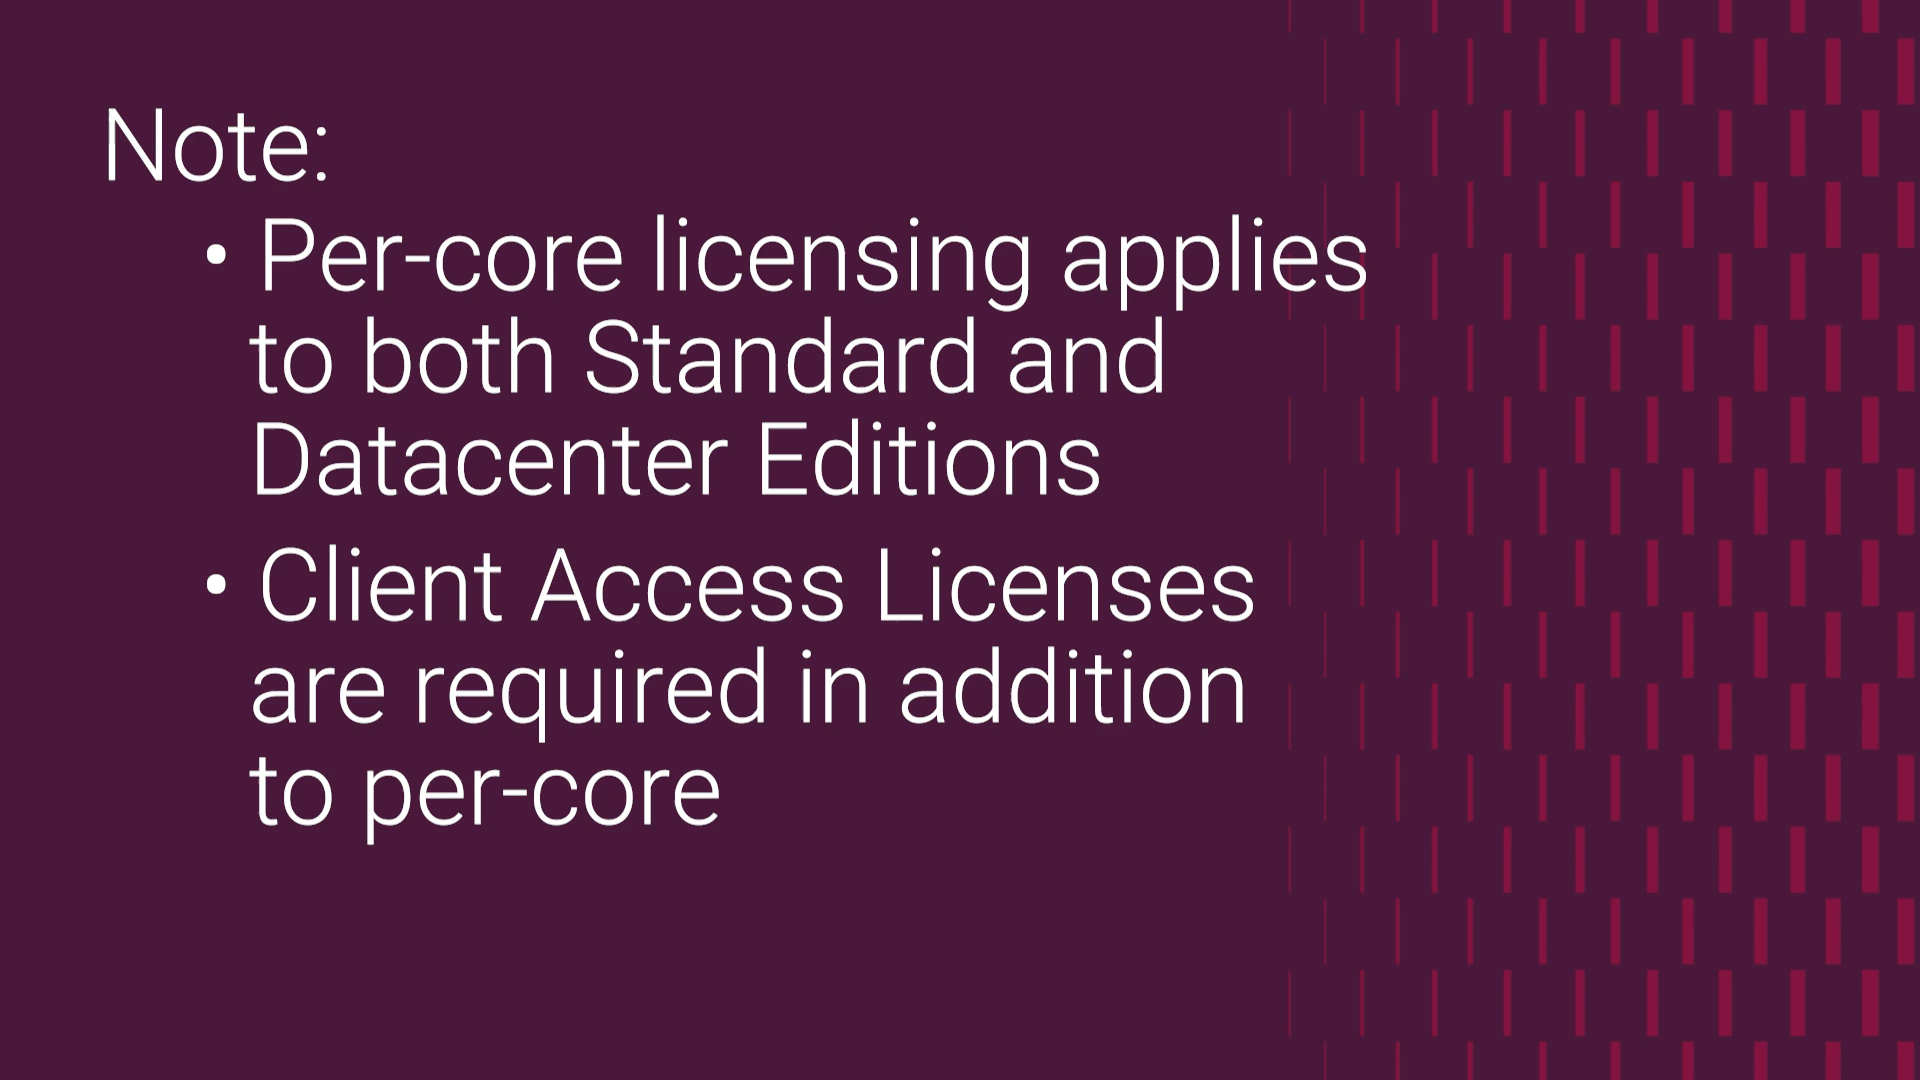 Note:
• Per-core licensing applies
to both Standard and
Datacenter Editions
• Client Access Licenses
are required in addition
to per-core